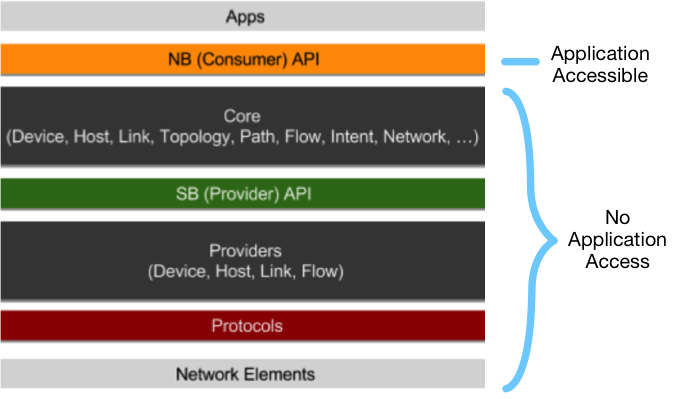 Apps
NB (Consumer) API
Application
Accessible
Core
(Device, Host, Link, Topology, Path, Flow, Intent, Network, …)
SB (Provider) API
Providers
(Device, Host, Link, Flow)
No
Application
Access
Protocols
Network Elements